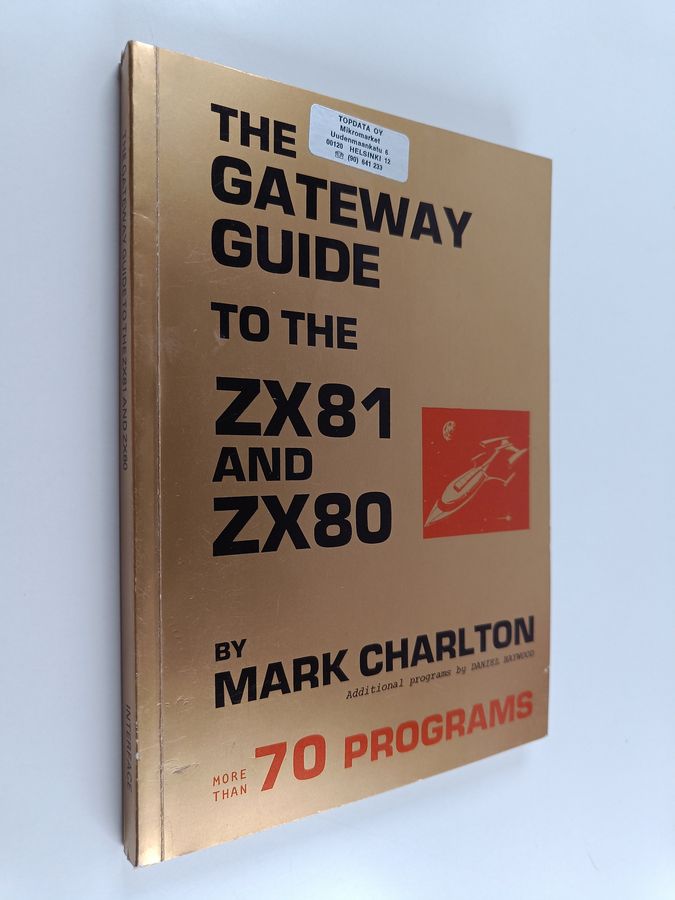 THE
GATEWAY
GUIDE
TO THE
ZX81
AND
ZX80
BY
MARK CHARLTON
Additional programs by DANIEL HAYWOOD
MORE
THAN
70 PROGRAMS
TOPDATA OY
Mikromarket
Uudenmaankatu 6
00120 HELSINKI 12
☎ (90) 641 233
THE GATEWAY GUIDE TO THE ZX81 AND ZX80
INTERFACE